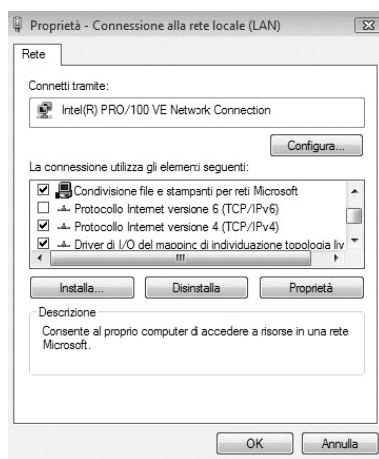 Proprietà - Connessione alla rete locale (LAN)
Rete
Connetti tramite:
Intel(R) PRO/100 VE Network Connection
Configura...
La connessione utilizza gli elementi seguenti:
Condivisione file e stampanti per reti Microsoft
Protocollo Internet versione 6 (TCP/IPv6)
Protocollo Internet versione 4 (TCP/IPv4)
Driver di I/O del mapping di individuazione topologia liv
Installa... Disinstalla Proprietà
Descrizione
Consente al proprio computer di accedere a risorse in una rete
Microsoft.
OK Annulla